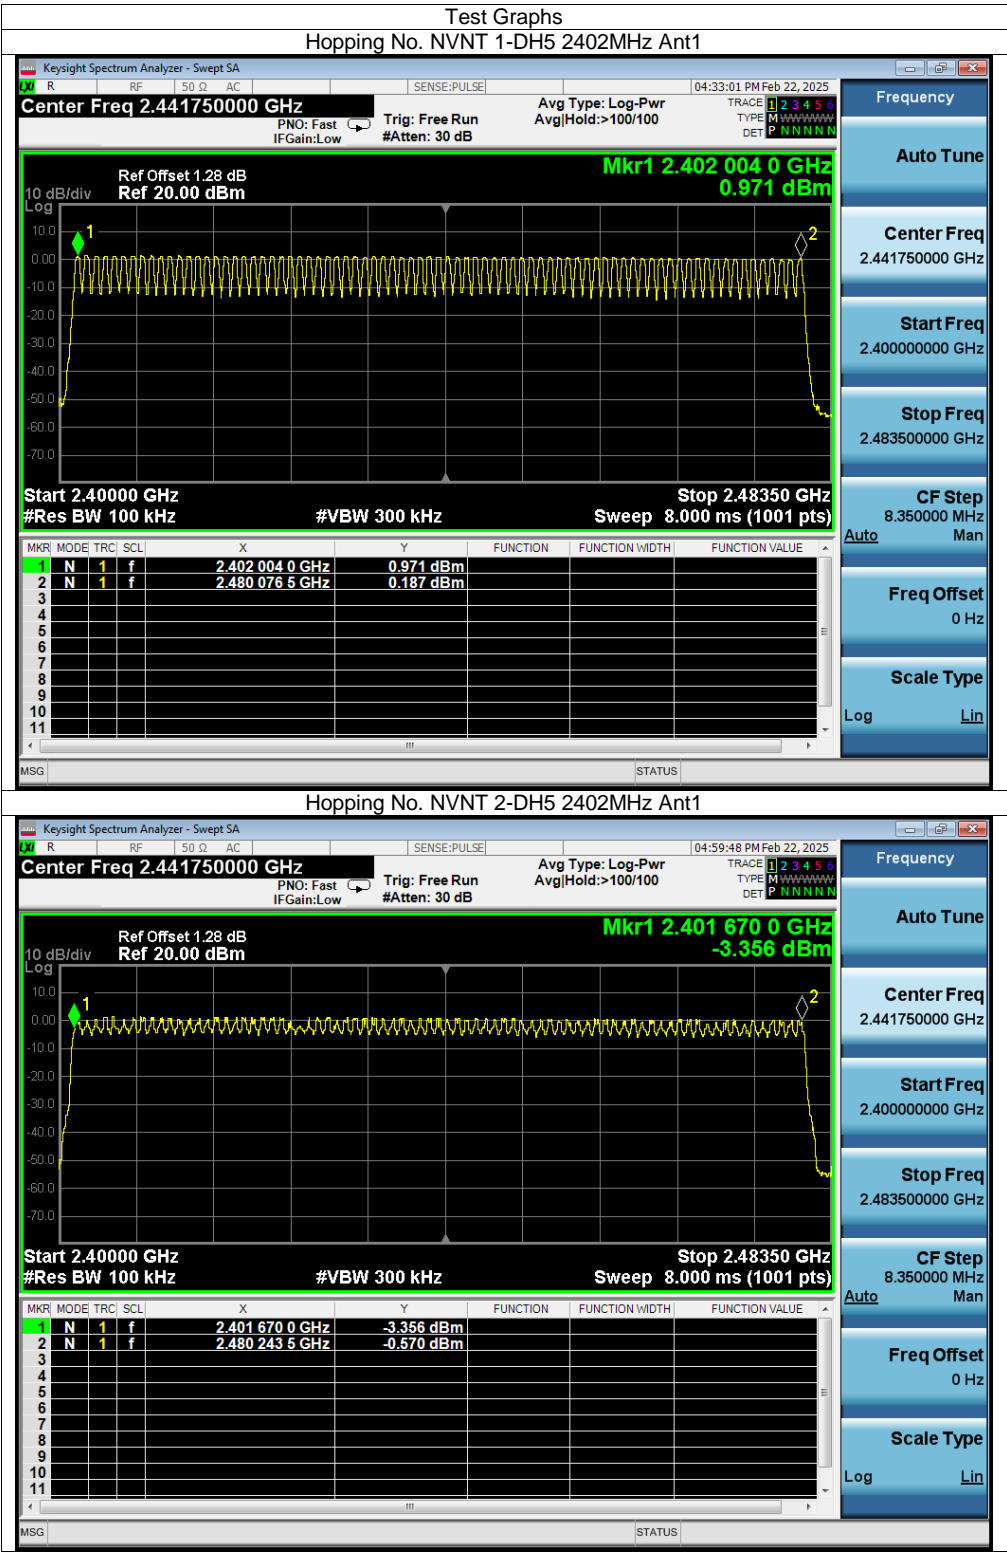 Test Graphs
Hopping No. NVNT 1-DH5 2402MHz Ant1
Keysight Spectrum Analyzer - Swept SA
LXI R RF 50 Ω AC SENSE:PULSE 04:33:01 PM Feb 22, 2025
Center Freq 2.441750000 GHz Avg Type: Log-Pwr TRACE 1 2 3 4 5 6 Frequency
PNO: Fast Trig: Free Run Avg|Hold:>100/100 TYPE M WWWWW
IFGain:Low #Atten: 30 dB DET P N N N N N
Auto Tune
Ref Offset 1.28 dB Mkr1 2.402 004 0 GHz
10 dB/div Ref 20.00 dBm 0.971 dBm
Log
10.0 1 2
Center Freq
2.441750000 GHz
0.00
-10.0
-20.0
Start Freq
2.400000000 GHz
-30.0
-40.0
-50.0
Stop Freq
2.483500000 GHz
-60.0
-70.0
Start 2.40000 GHz Stop 2.48350 GHz
#Res BW 100 kHz #VBW 300 kHz Sweep 8.000 ms (1001 pts)
CF Step
8.350000 MHz
Auto Man
MKR MODE TRC SCL X Y FUNCTION FUNCTION WIDTH FUNCTION VALUE
1 N 1 f 2.402 004 0 GHz 0.971 dBm
2 N 1 f 2.480 076 5 GHz 0.187 dBm
3
4
5
6
7
8
9
10
11
Freq Offset
0 Hz
Scale Type
Log Lin
MSG STATUS
Hopping No. NVNT 2-DH5 2402MHz Ant1
Keysight Spectrum Analyzer - Swept SA
LXI R RF 50 Ω AC SENSE:PULSE 04:59:48 PM Feb 22, 2025
Center Freq 2.441750000 GHz Avg Type: Log-Pwr TRACE 1 2 3 4 5 6 Frequency
PNO: Fast Trig: Free Run Avg|Hold:>100/100 TYPE M WWWWW
IFGain:Low #Atten: 30 dB DET P N N N N N
Auto Tune
Ref Offset 1.28 dB Mkr1 2.401 670 0 GHz
10 dB/div Ref 20.00 dBm -3.356 dBm
Log
10.0 1 2
Center Freq
2.441750000 GHz
0.00
-10.0
-20.0
Start Freq
2.400000000 GHz
-30.0
-40.0
-50.0
Stop Freq
2.483500000 GHz
-60.0
-70.0
Start 2.40000 GHz Stop 2.48350 GHz
#Res BW 100 kHz #VBW 300 kHz Sweep 8.000 ms (1001 pts)
CF Step
8.350000 MHz
Auto Man
MKR MODE TRC SCL X Y FUNCTION FUNCTION WIDTH FUNCTION VALUE
1 N 1 f 2.401 670 0 GHz -3.356 dBm
2 N 1 f 2.480 243 5 GHz -0.570 dBm
3
4
5
6
7
8
9
10
11
Freq Offset
0 Hz
Scale Type
Log Lin
MSG STATUS